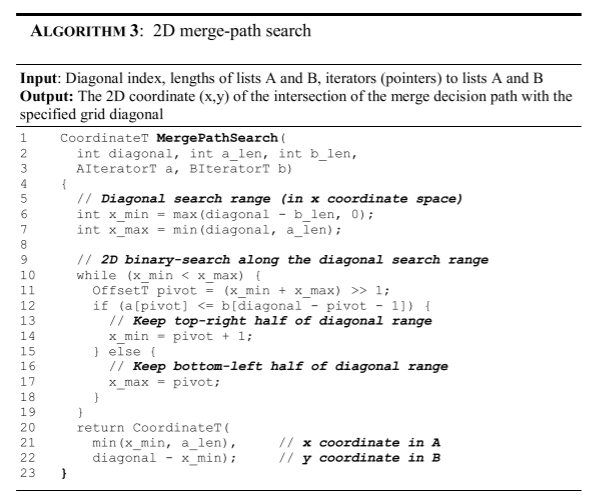 ALGORITHM 3: 2D merge-path search
Input: Diagonal index, lengths of lists A and B, iterators (pointers) to lists A and B
Output: The 2D coordinate (x,y) of the intersection of the merge decision path with the
specified grid diagonal
1 CoordinateT MergePathSearch(
2 int diagonal, int a_len, int b_len,
3 AIteratorT a, BIteratorT b)
4 {
5 // Diagonal search range (in x coordinate space)
6 int x_min = max(diagonal - b_len, 0);
7 int x_max = min(diagonal, a_len);
8
9 // 2D binary-search along the diagonal search range
10 while (x_min < x_max) {
11 OffsetT pivot = (x_min + x_max) >> 1;
12 if (a[pivot] <= b[diagonal - pivot - 1]) {
13 // Keep top-right half of diagonal range
14 x_min = pivot + 1;
15 } else {
16 // Keep bottom-left half of diagonal range
17 x_max = pivot;
18 }
19 }
20 return CoordinateT(
21 min(x_min, a_len), // x coordinate in A
22 diagonal - x_min); // y coordinate in B
23 }